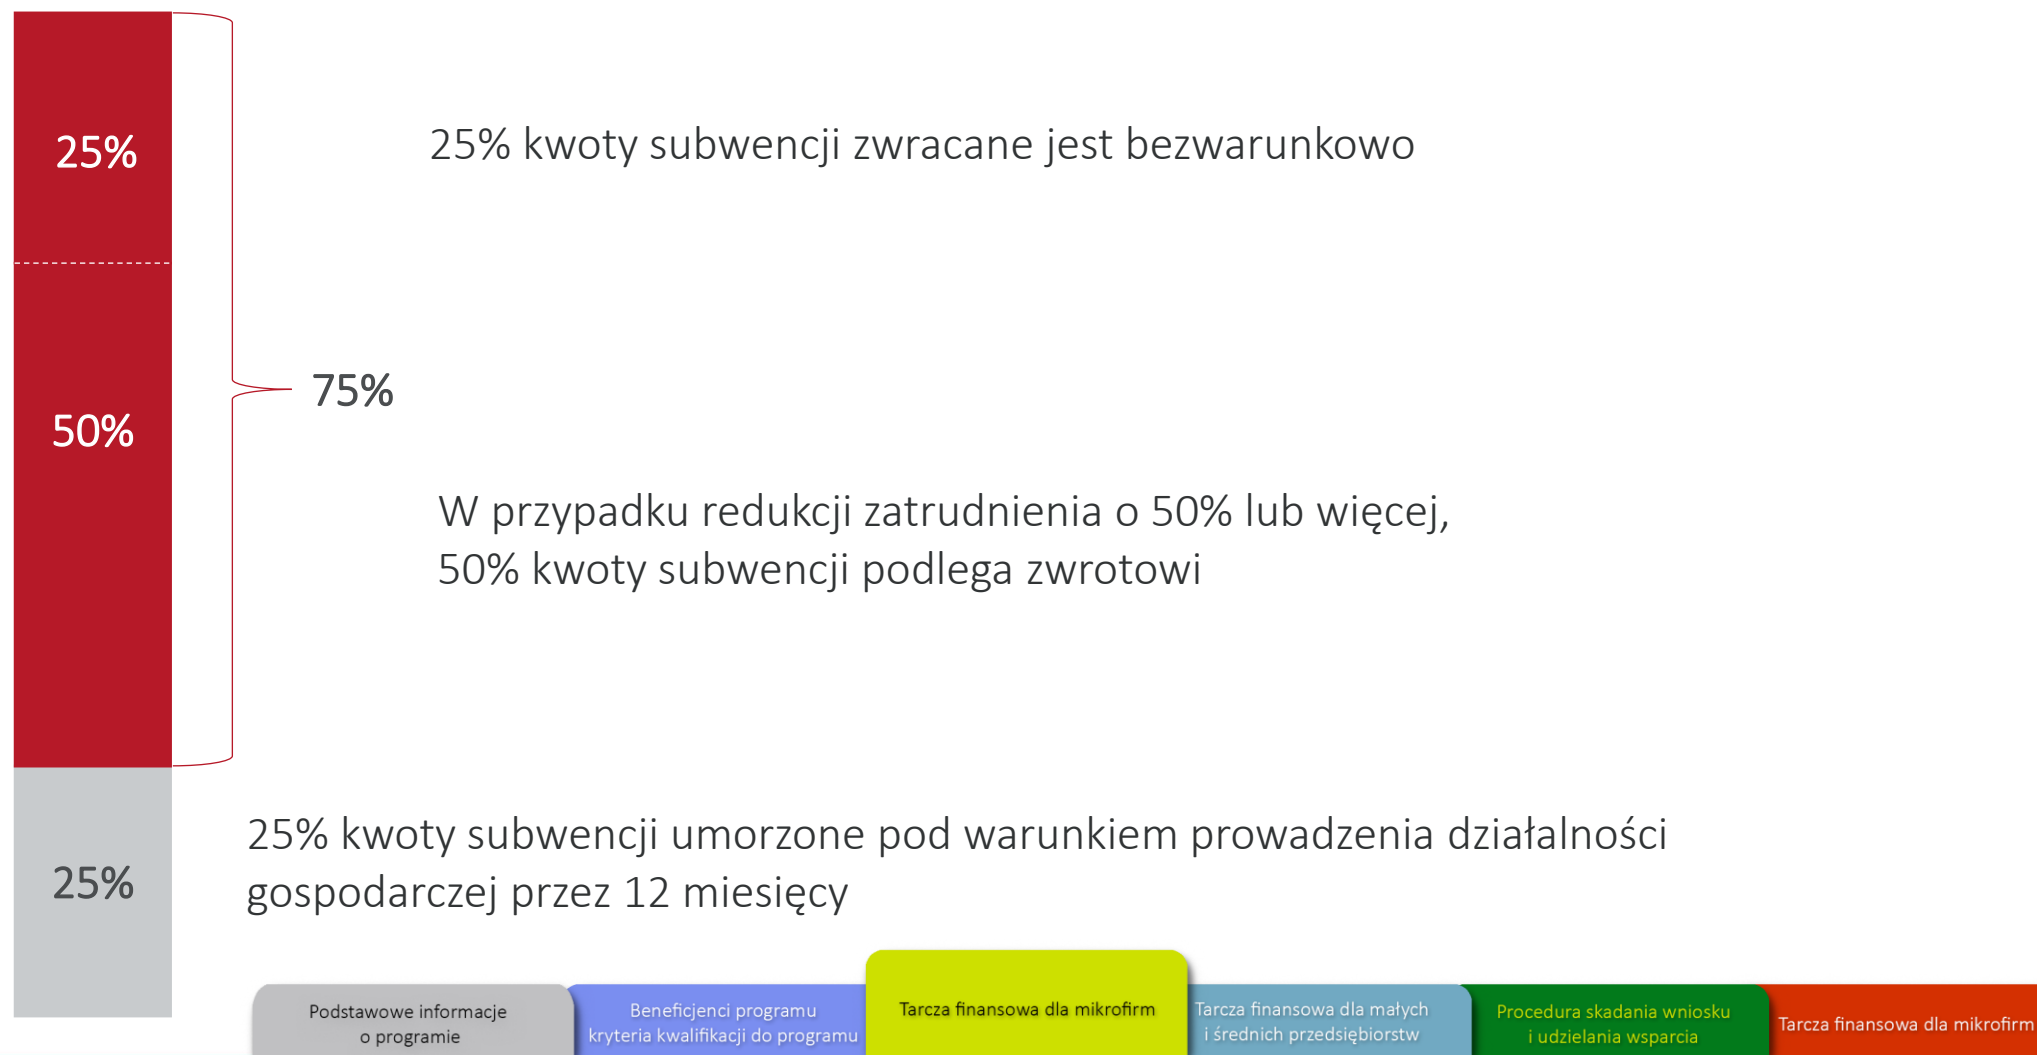 25%
25% kwoty subwencji zwracane jest bezwarunkowo
75%
50%
W przypadku redukcji zatrudnienia o 50% lub więcej,
50% kwoty subwencji podlega zwrotowi
25% kwoty subwencji umorzone pod warunkiem prowadzenia działalności
gospodarczej przez 12 miesięcy
25%
Podstawowe informacje
o programie
Beneficjenci programu
kryteria kwalifikacji do programu
Tarcza finansowa dla mikrofirm
Tarcza finansowa dla małych
i średnich przedsiębiorstw
Procedura skadania wniosku
i udzielania wsparcia
Tarcza finansowa dla mikrofirm